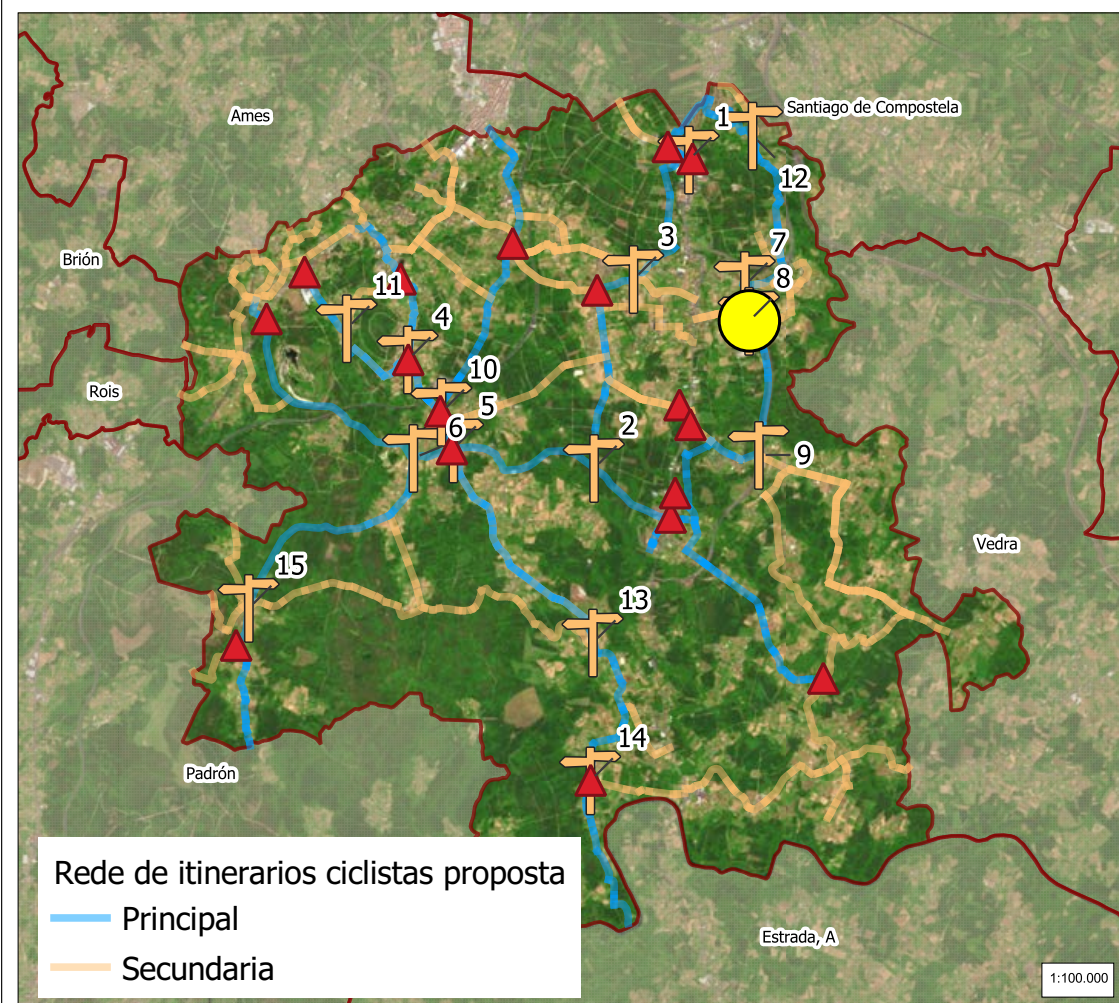 Ames
Santiago de Compostela
1
12
Brión
3
7
8
11
4
Rois
10
5
6
2
9
Vedra
15
13
14
Padrón
Estrada, A
Rede de itinerarios ciclistas proposta
Principal
Secundaria
1:100.000